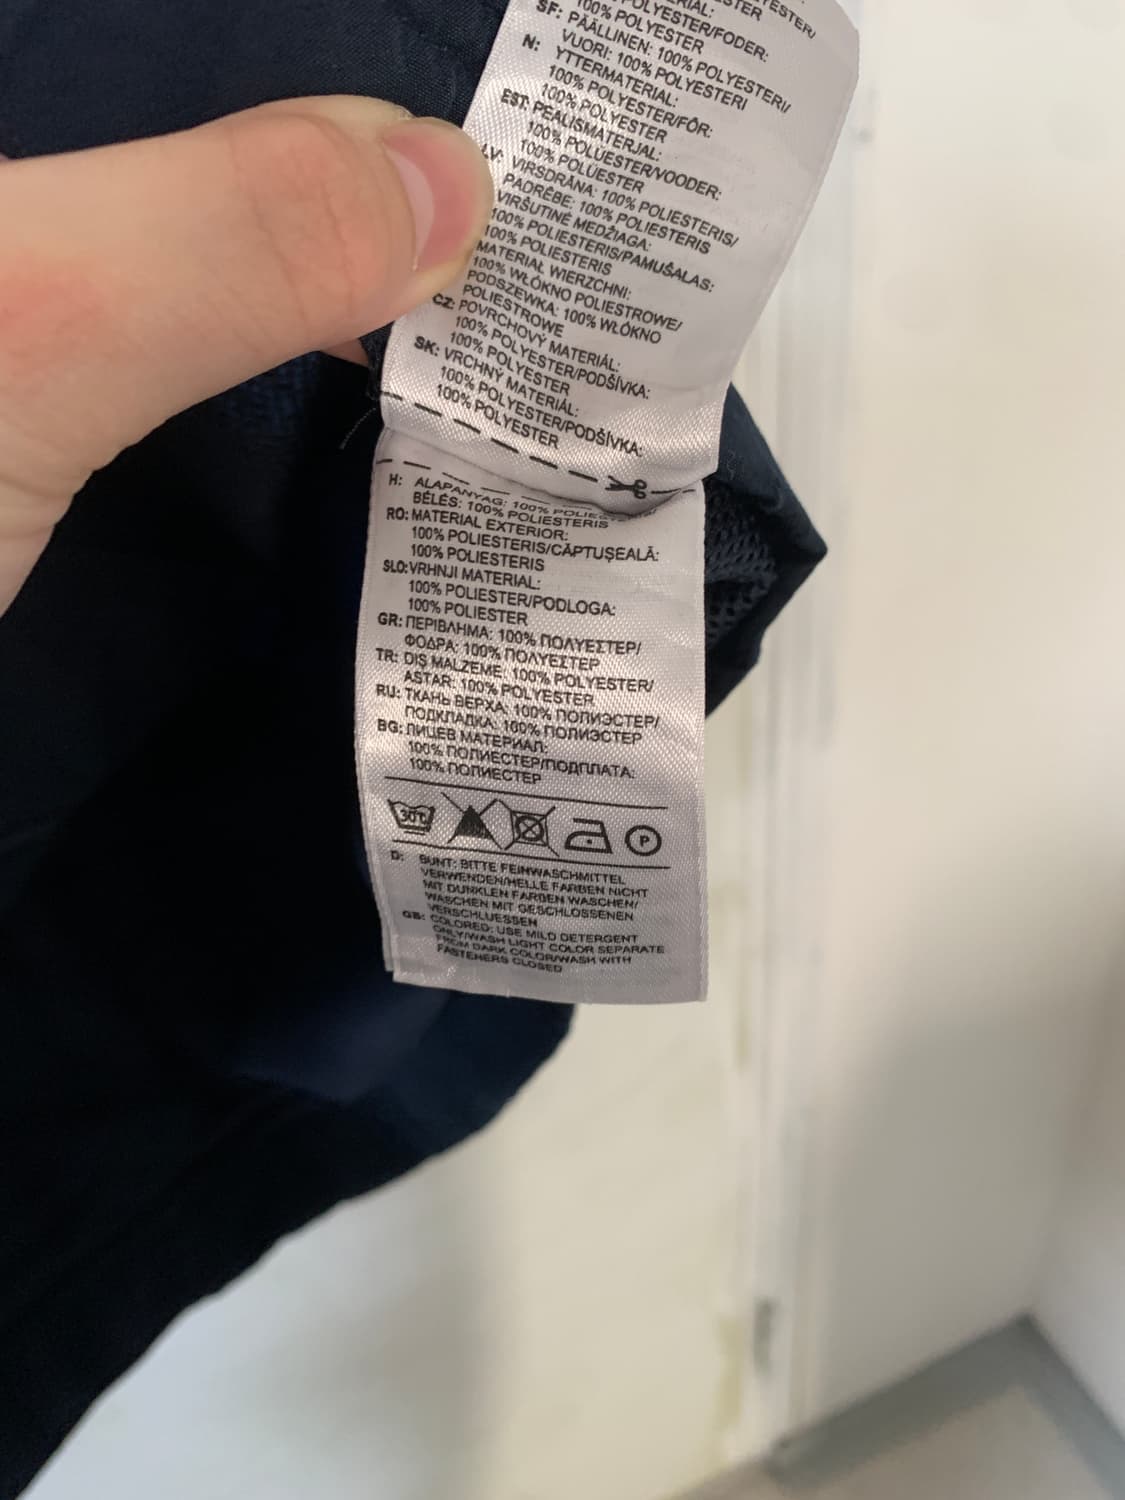 RIAL:
STER
YESTER/
100% POLYESTER/FODER:
100% POLYESTER
SF: PÄÄLLINEN: 100% POLYESTERI/
VUORI: 100% POLYESTERI
N: YTTERMATERIAL:
100% POLYESTER/FÔR:
100% POLYESTER
EST: PEALISMATERJAL:
100% POLÜESTER/VOODER:
100% POLÜESTER
LV: VIRSDRĀNA: 100% POLIESTERIS/
PADRĒBE: 100% POLIESTERIS
VIRŠUTINĖ MEDŽIAGA:
100% POLIESTERIS/PAMUŠALAS:
100% POLIESTERIS
MATERIAŁ WIERZCHNI:
100% WŁÓKNO POLIESTROWE/
PODSZEWKA: 100% WŁÓKNO
POLIESTROWE
CZ: POVRCHOVÝ MATERIÁL:
100% POLYESTER/PODŠÍVKA:
100% POLYESTER
SK: VRCHNÝ MATERIÁL:
100% POLYESTER/PODŠÍVKA:
100% POLYESTER
H: ALAPANYAG: 100%
BÉLÉS: 100% POLIESTERIS
RO: MATERIAL EXTERIOR:
100% POLIESTERIS/CĂPTUŞEALĂ:
100% POLIESTERIS
SLO: VRHNJI MATERIAL:
100% POLIESTER/PODLOGA:
100% POLIESTER
GR: ΠΕΡΙΒΛΗΜΑ: 100% ΠΟΛΥΕΣΤΕΡ/
ΦΟΔΡΑ: 100% ΠΟΛΥΕΣΤΕΡ
TR: DIŞ MALZEME: 100% POLYESTER/
ASTAR: 100% POLYESTER
RU: ТКАНЬ ВЕРХА: 100% ПОЛИЭСТЕР/
ПОДКЛАДКА: 100% ПОЛИЭСТЕР
BG: ЛИЦЕВ МАТЕРИАЛ:
100% ПОЛИЕСТЕР/ПОДПЛАТА:
100% ПОЛИЕСТЕР
30°C P
D: BUNT: BITTE FEINWASCHMITTEL
VERWENDEN/HELLE FARBEN NICHT
MIT DUNKLEN FARBEN WASCHEN/
WASCHEN MIT GESCHLOSSENEN
VERSCHLUESSEN
GB: COLORED: USE MILD DETERGENT
ONLY/WASH LIGHT COLOR SEPARATE
FROM DARK COLOR/WASH WITH
FASTENERS CLOSED